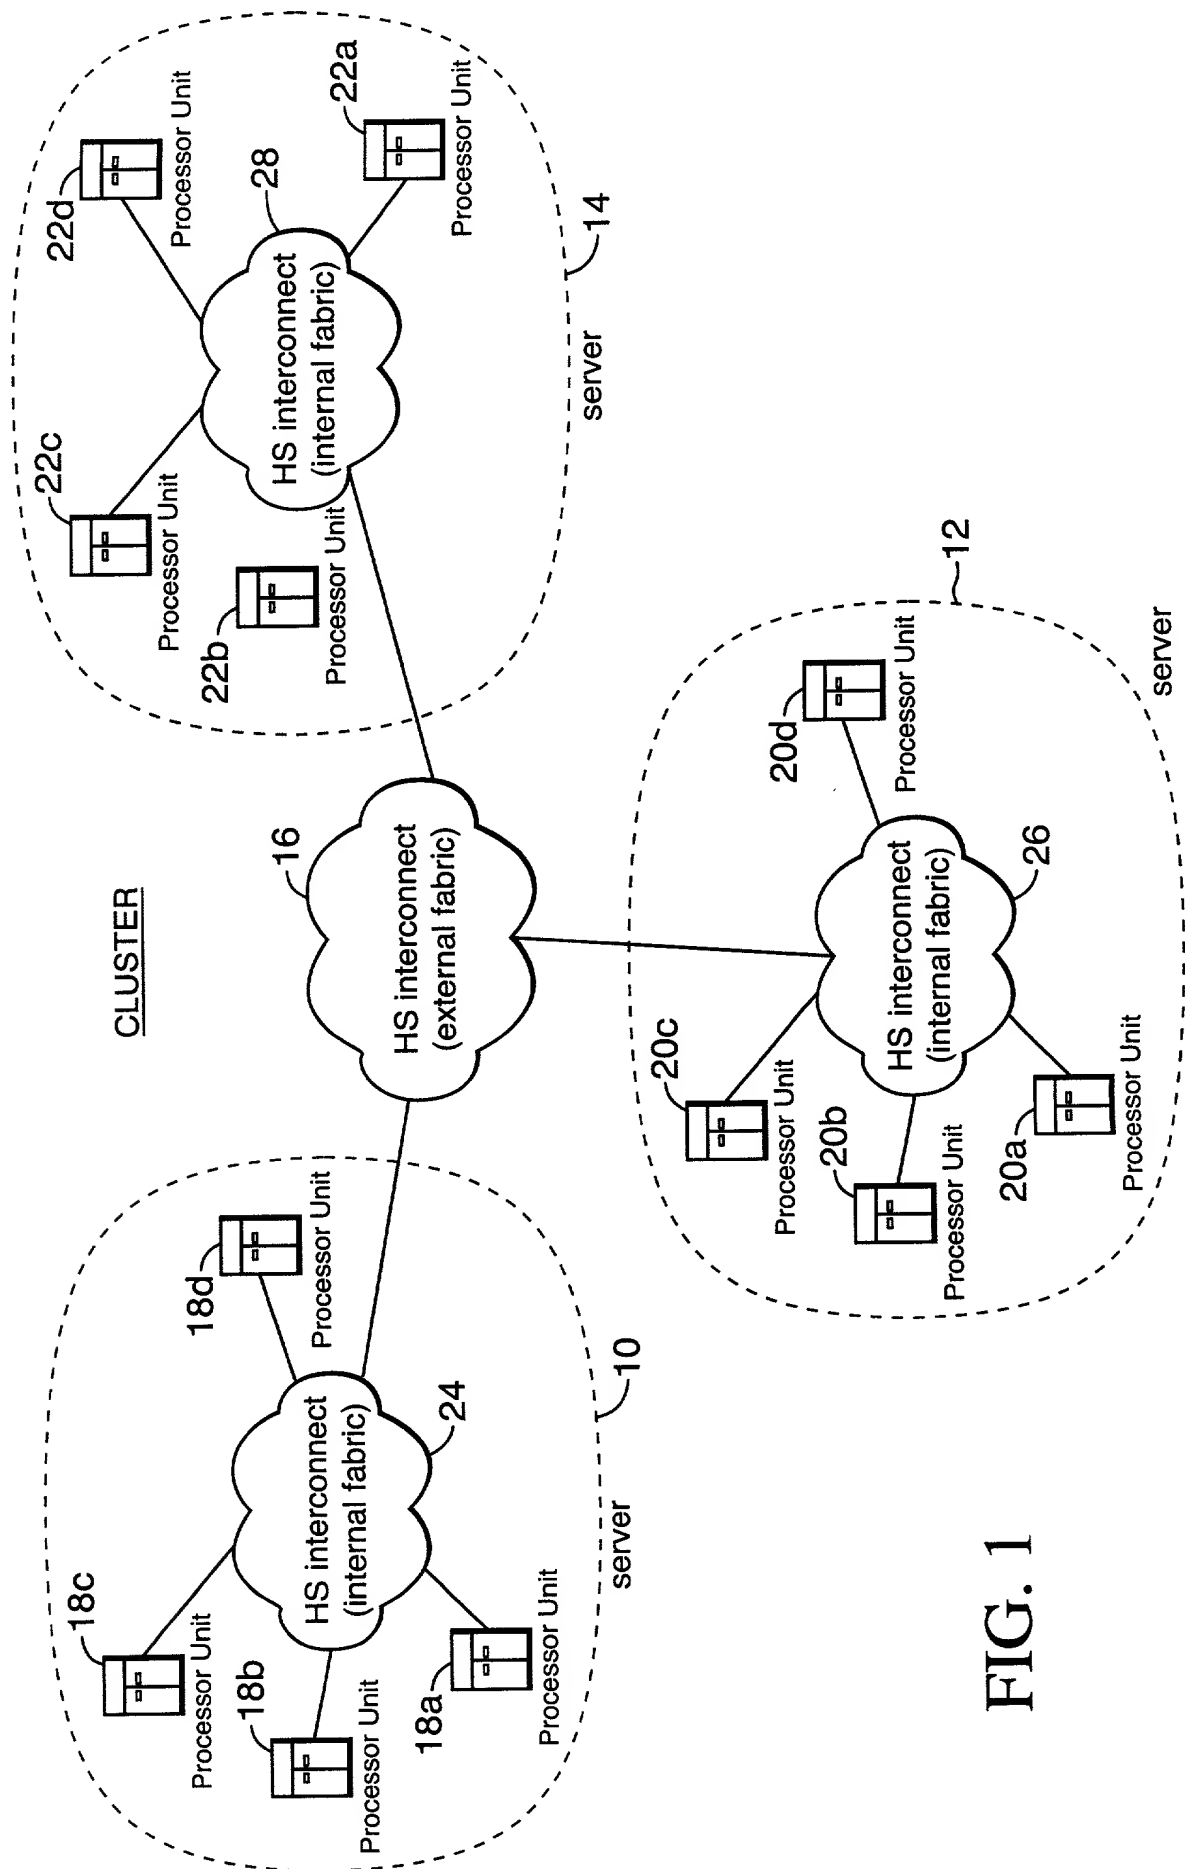 CLUSTER
18c
Processor Unit
18b
Processor Unit
18a
Processor Unit
18d
Processor Unit
HS interconnect
(internal fabric)
24
10
server
16
HS interconnect
(external fabric)
22c
Processor Unit
22b
Processor Unit
22d
Processor Unit
22a
Processor Unit
28
HS interconnect
(internal fabric)
14
server
20c
Processor Unit
20b
Processor Unit
20a
Processor Unit
20d
Processor Unit
HS interconnect
(internal fabric)
26
12
server
FIG. 1